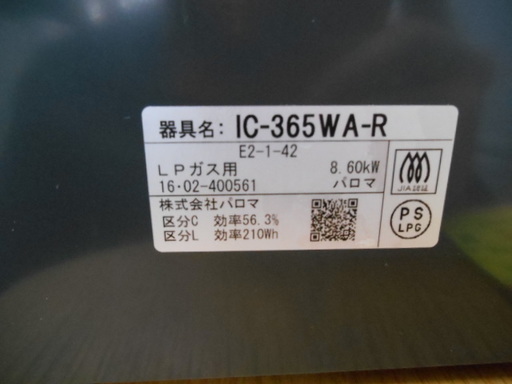 器具名: IC-365WA-R
E2-1-42
LPガス用 8.60kW
16・02-400561 パロマ
株式会社パロマ
区分C 効率56.3%
区分L 効率210Wh
JIA認証
PS
LPG